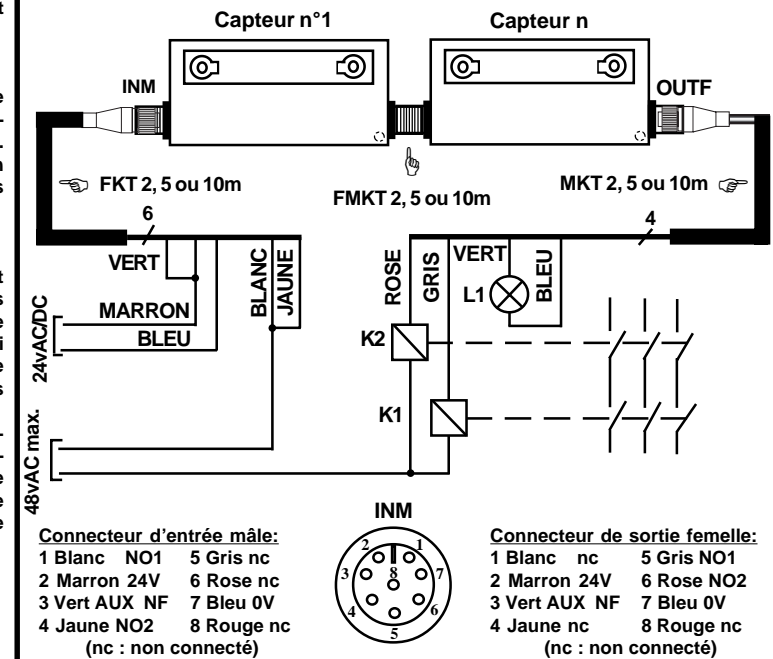 Capteur n°1
Capteur n
INM
OUTF
FKT 2, 5 ou 10m
FMKT 2, 5 ou 10m
MKT 2, 5 ou 10m
6
4
VERT
BLANC
JAUNE
ROSE
GRIS
VERT
BLEU
MARRON
BLEU
L1
24vAC/DC
K2
K1
48vAC max.
INM
Connecteur d'entrée mâle:
1 Blanc NO1 5 Gris nc
2 Marron 24V 6 Rose nc
3 Vert AUX NF 7 Bleu 0V
4 Jaune NO2 8 Rouge nc
(nc : non connecté)
2
1
3
8
7
4
6
5
Connecteur de sortie femelle:
1 Blanc nc 5 Gris NO1
2 Marron 24V 6 Rose NO2
3 Vert AUX NF 7 Bleu 0V
4 Jaune nc 8 Rouge nc
(nc : non connecté)